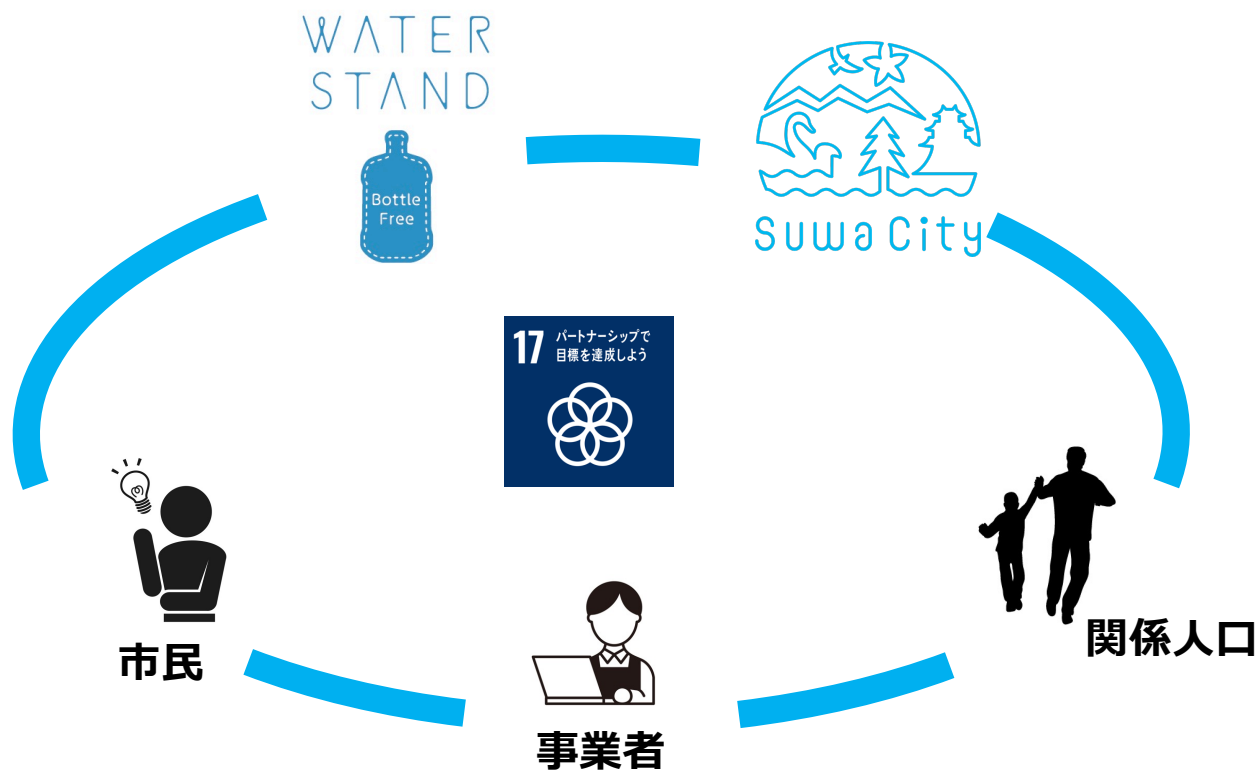 WATER
STAND
Bottle
Free
Suwa City
17 パートナーシップで
目標を達成しよう
市民
事業者
関係人口